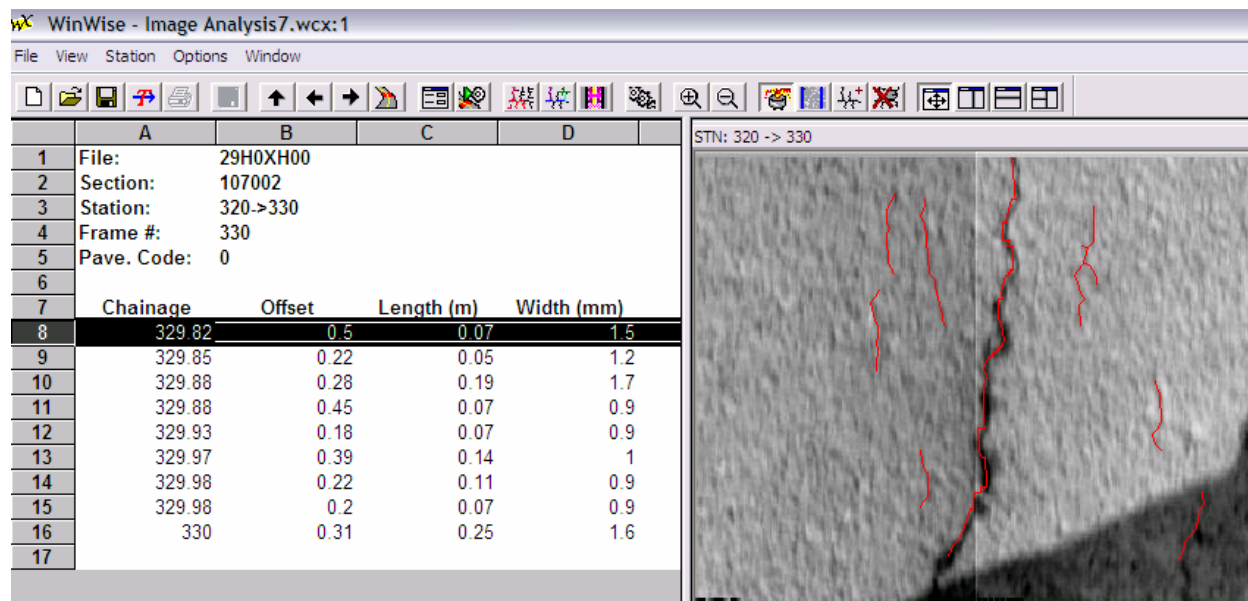 WinWise - Image Analysis7.wcx:1
File View Station Options Window
A B C D
STN: 320 -> 330
1 File: 29H0XH00
2 Section: 107002
3 Station: 320->330
4 Frame #: 330
5 Pave. Code: 0
6
7 Chainage Offset Length (m) Width (mm)
8 329.82 0.5 0.07 1.5
9 329.85 0.22 0.05 1.2
10 329.88 0.28 0.19 1.7
11 329.88 0.45 0.07 0.9
12 329.93 0.18 0.07 0.9
13 329.97 0.39 0.14 1
14 329.98 0.22 0.11 0.9
15 329.98 0.2 0.07 0.9
16 330 0.31 0.25 1.6
17